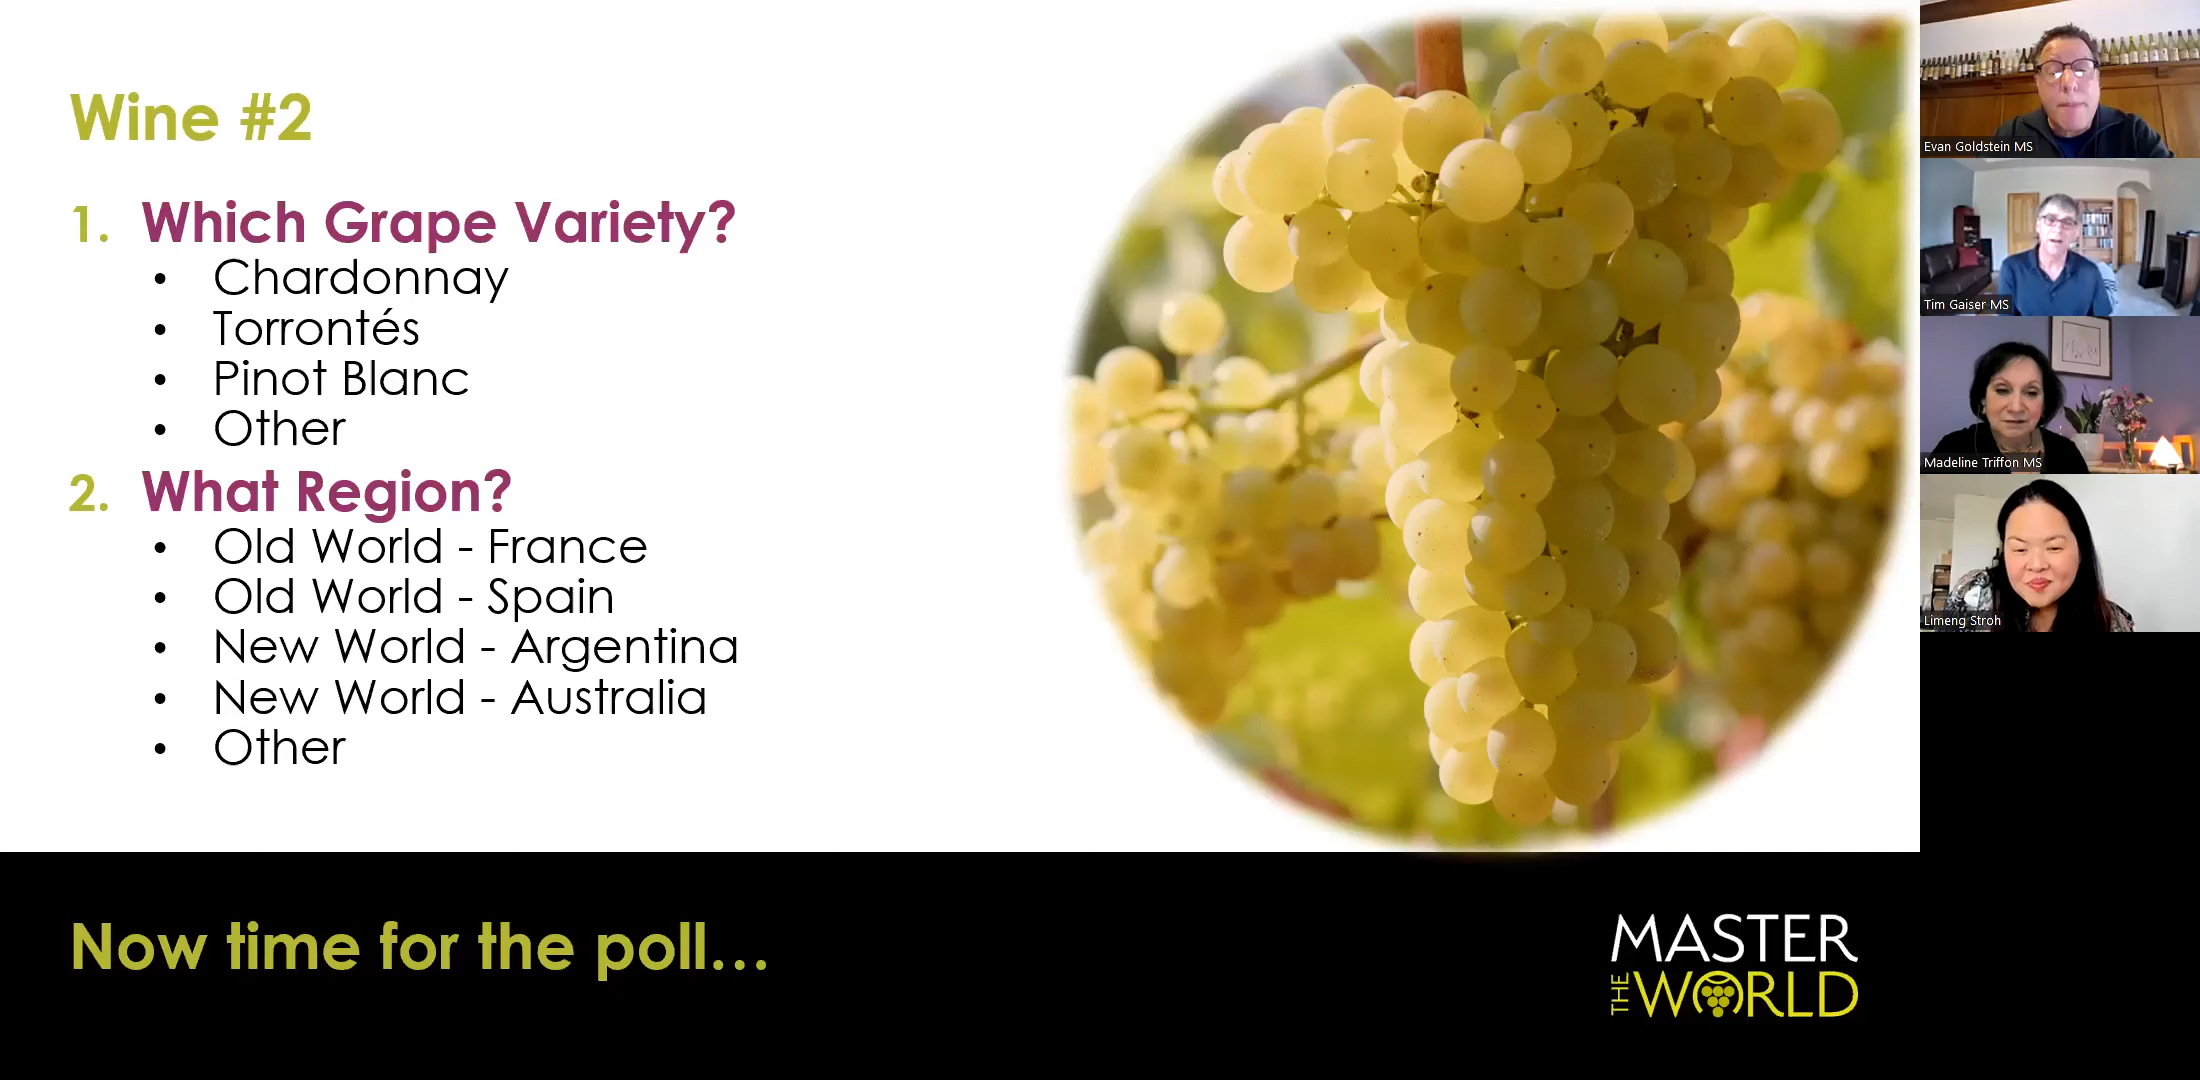 Wine #2
1. Which Grape Variety?
• Chardonnay
• Torrontés
• Pinot Blanc
• Other
2. What Region?
• Old World - France
• Old World - Spain
• New World - Argentina
• New World - Australia
• Other
Now time for the poll...
MASTER
THE WORLD
Evan Goldstein MS
Tim Gaiser MS
Madeline Triffon MS
Limeng Stroh